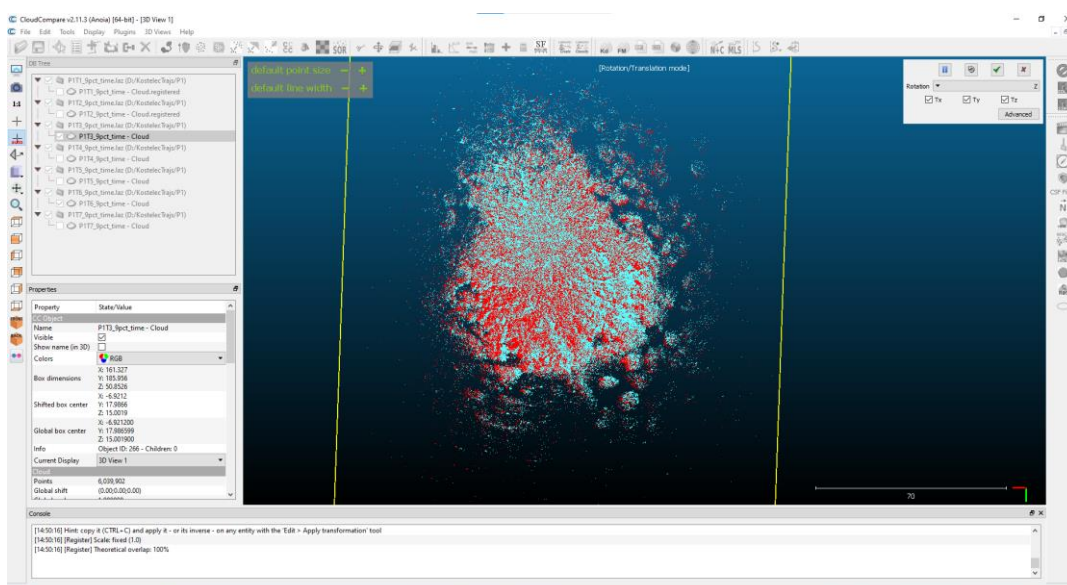 CloudCompare v2.11.3 (Anoia) [64-bit] - [3D View 1]
File Edit Tools Display Plugins 3D Views Help
SOR
SF
N+C MLS
DB Tree
P1T1_9pct_time.laz (D:/KostelecTrajs/P1)
P1T1_9pct_time - Cloud.registered
P1T2_9pct_time.laz (D:/KostelecTrajs/P1)
P1T2_9pct_time - Cloud.registered
P1T3_9pct_time.laz (D:/KostelecTrajs/P1)
P1T3_9pct_time - Cloud
P1T4_9pct_time.laz (D:/KostelecTrajs/P1)
P1T4_9pct_time - Cloud
P1T5_9pct_time.laz (D:/KostelecTrajs/P1)
P1T5_9pct_time - Cloud
P1T6_9pct_time.laz (D:/KostelecTrajs/P1)
P1T6_9pct_time - Cloud
P1T7_9pct_time.laz (D:/KostelecTrajs/P1)
P1T7_9pct_time - Cloud
1:1
default point size - +
default line width - +
[Rotation/Translation mode]
Rotation Z
Tx Ty Tz
Advanced
Properties
Property State/Value
CC Object
Name P1T3_9pct_time - Cloud
Visible
Show name (in 3D)
Colors RGB
Box dimensions X: 161.327
Y: 185.956
Z: 50.8526
Shifted box center X: -6.9212
Y: 17.9866
Z: 15.0019
Global box center X: -6.921200
Y: 17.986599
Z: 15.001900
Info Object ID: 266 - Children: 0
Current Display 3D View 1
Cloud
Points 6,039,902
Global shift (0.00;0.00;0.00)
70
Console
[14:50:16] Hint: copy it (CTRL+C) and apply it - or its inverse - on any entity with the 'Edit > Apply transformation' tool
[14:50:16] [Register] Scale: fixed (1.0)
[14:50:16] [Register] Theoretical overlap: 100%